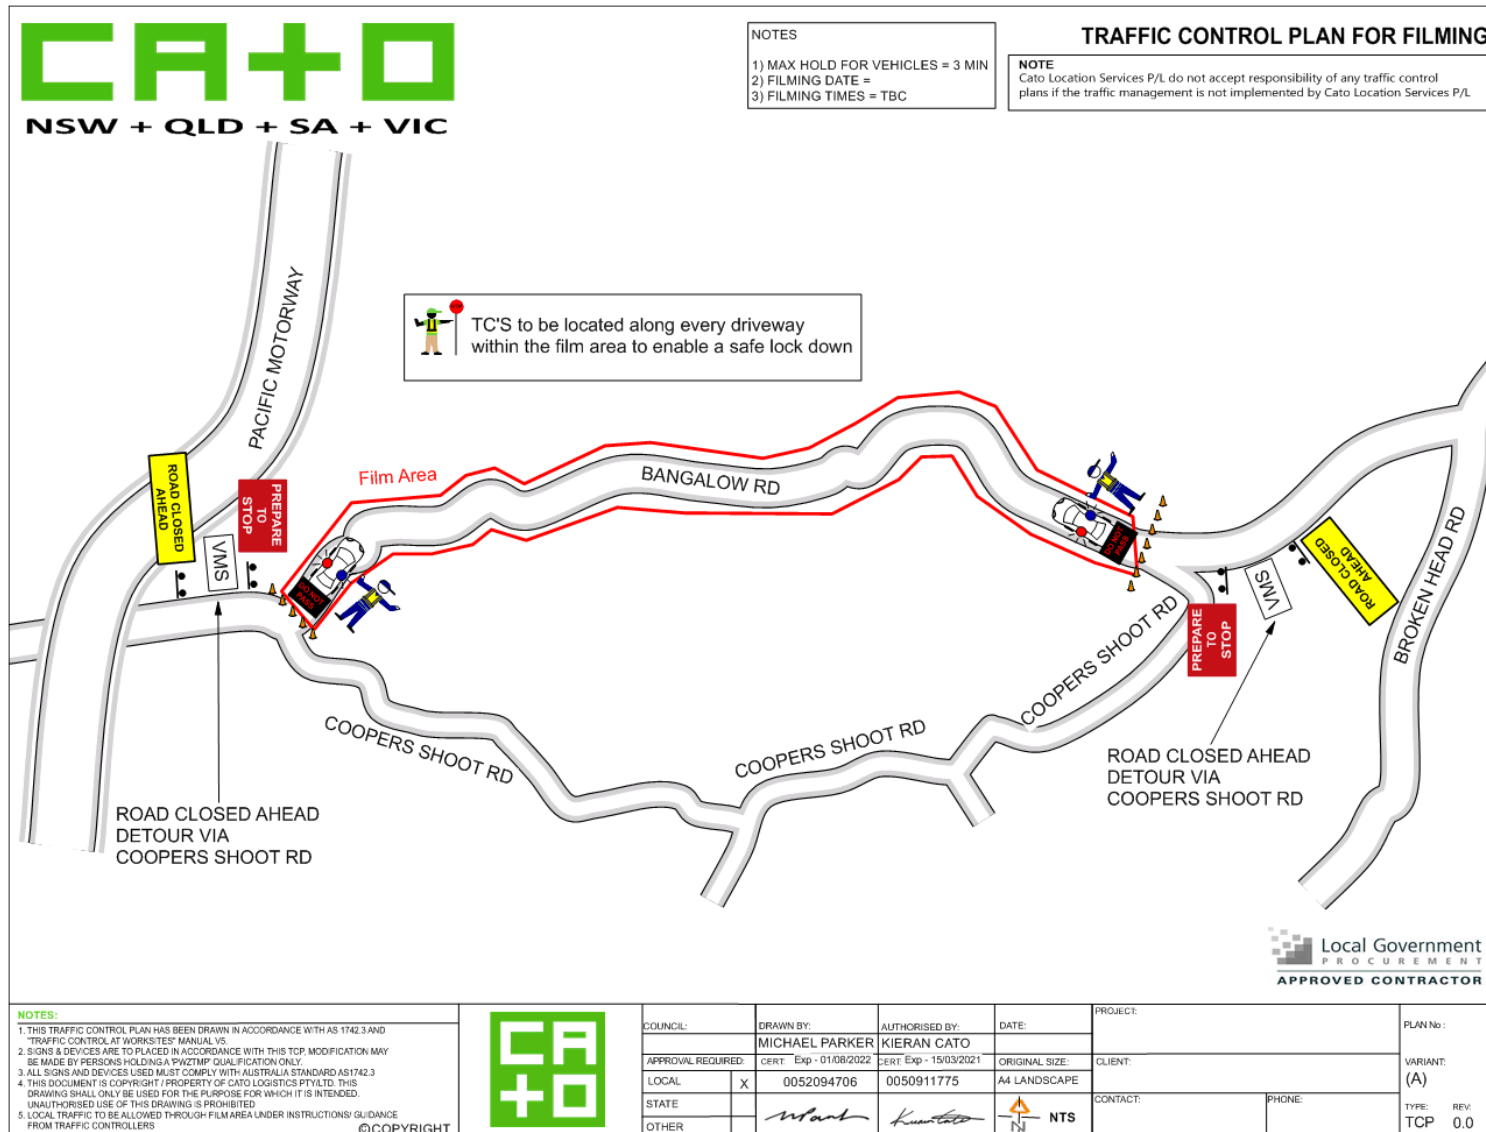 CATO
NSW + QLD + SA + VIC
NOTES
1) MAX HOLD FOR VEHICLES = 3 MIN
2) FILMING DATE =
3) FILMING TIMES = TBC
TRAFFIC CONTROL PLAN FOR FILMING
NOTE
Cato Location Services P/L do not accept responsibility of any traffic control
plans if the traffic management is not implemented by Cato Location Services P/L
STOP
TC'S to be located along every driveway
within the film area to enable a safe lock down
PACIFIC MOTORWAY
Film Area
BANGALOW RD
ROAD CLOSED
AHEAD
PREPARE
TO
STOP
VMS
DO NOT
PASS
DO NOT
PASS
PREPARE
TO
STOP
VMS
ROAD CLOSED
AHEAD
BROKEN HEAD RD
COOPERS SHOOT RD
COOPERS SHOOT RD
COOPERS SHOOT RD
ROAD CLOSED AHEAD
DETOUR VIA
COOPERS SHOOT RD
ROAD CLOSED AHEAD
DETOUR VIA
COOPERS SHOOT RD
Local Government
PROCUREMENT
APPROVED CONTRACTOR
NOTES:
1. THIS TRAFFIC CONTROL PLAN HAS BEEN DRAWN IN ACCORDANCE WITH AS 1742.3 AND
"TRAFFIC CONTROL AT WORKSITES" MANUAL V5.
2. SIGNS & DEVICES ARE TO PLACED IN ACCORDANCE WITH THIS TCP, MODIFICATION MAY
BE MADE BY PERSONS HOLDING A 'PWZTMP' QUALIFICATION ONLY.
3. ALL SIGNS AND DEVICES USED MUST COMPLY WITH AUSTRALIA STANDARD AS1742.3
4. THIS DOCUMENT IS COPYRIGHT / PROPERTY OF CATO LOGISTICS PTY/LTD. THIS
DRAWING SHALL ONLY BE USED FOR THE PURPOSE FOR WHICH IT IS INTENDED.
UNAUTHORISED USE OF THIS DRAWING IS PROHIBITED
5. LOCAL TRAFFIC TO BE ALLOWED THROUGH FILM AREA UNDER INSTRUCTIONS/ GUIDANCE
FROM TRAFFIC CONTROLLERS
©COPYRIGHT
CATO
COUNCIL:
APPROVAL REQUIRED:
LOCAL X
STATE
OTHER
DRAWN BY:
MICHAEL PARKER
CERT: Exp - 01/08/2022
0052094706
AUTHORISED BY:
KIERAN CATO
CERT: Exp - 15/03/2021
0050911775
DATE:
ORIGINAL SIZE:
A4 LANDSCAPE
N
NTS
PROJECT:
CLIENT:
CONTACT:
PHONE:
PLAN No :
VARIANT:
(A)
TYPE: REV:
TCP 0.0